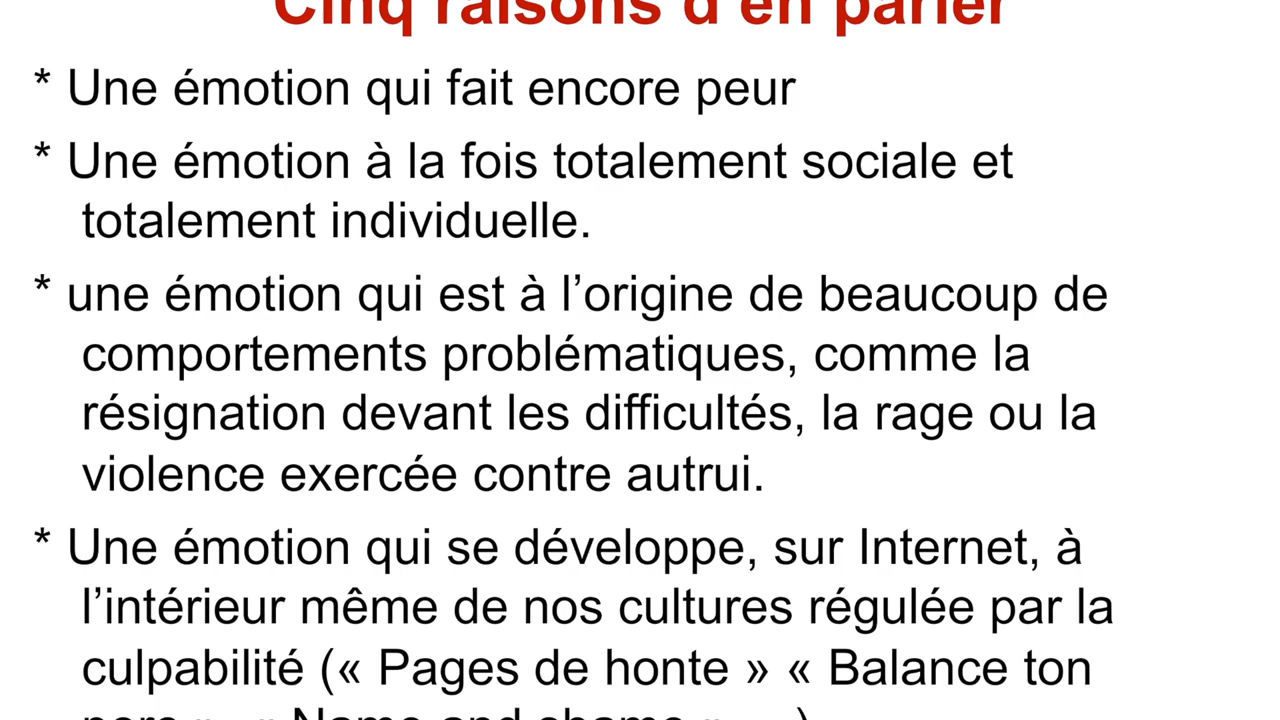 Cinq raisons d'en parler
* Une émotion qui fait encore peur
* Une émotion à la fois totalement sociale et
totalement individuelle.
* une émotion qui est à l’origine de beaucoup de
comportements problématiques, comme la
résignation devant les difficultés, la rage ou la
violence exercée contre autrui.
* Une émotion qui se développe, sur Internet, à
l’intérieur même de nos cultures régulée par la
culpabilité (« Pages de honte » « Balance ton
Name and shame